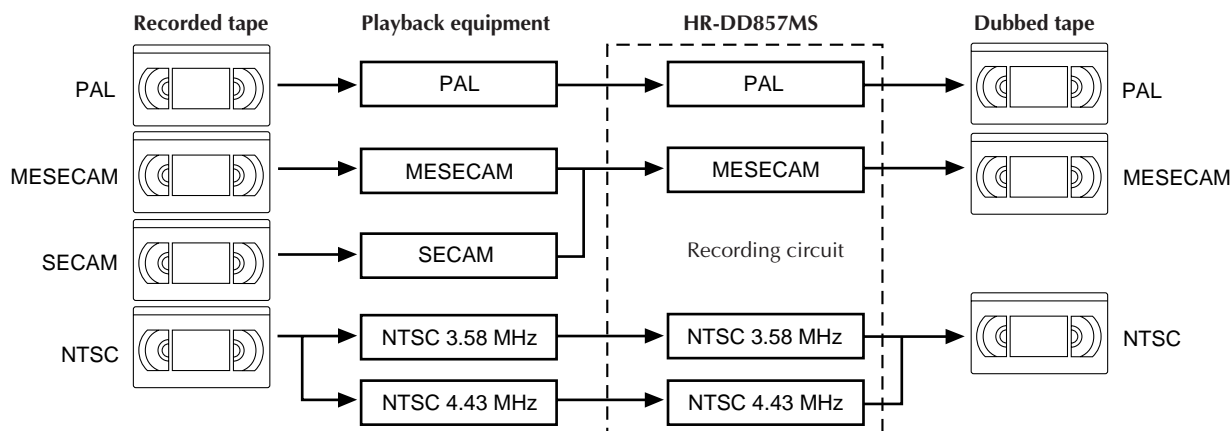 Recorded tape Playback equipment HR-DD857MS Dubbed tape
PAL PAL PAL PAL
MESECAM MESECAM MESECAM MESECAM
SECAM SECAM Recording circuit
NTSC NTSC 3.58 MHz NTSC 3.58 MHz NTSC
NTSC 4.43 MHz NTSC 4.43 MHz